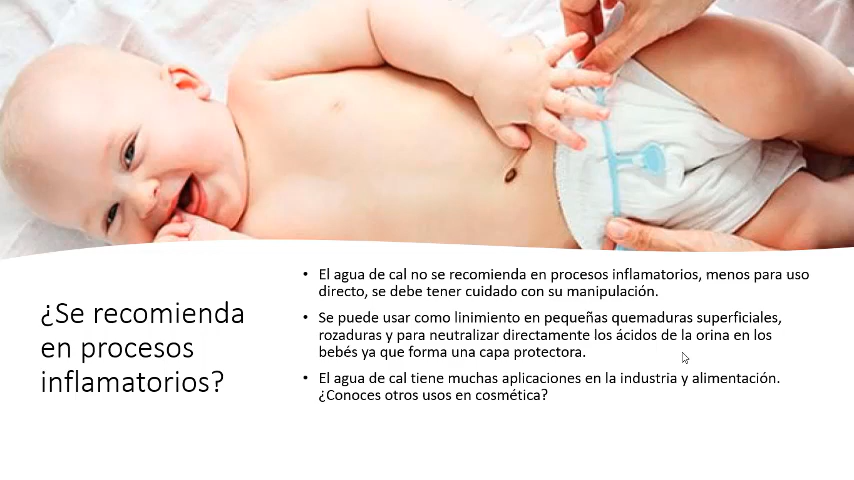 ¿Se recomienda
en procesos
inflamatorios?
• El agua de cal no se recomienda en procesos inflamatorios, menos para uso
directo, se debe tener cuidado con su manipulación.
• Se puede usar como linimiento en pequeñas quemaduras superficiales,
rozaduras y para neutralizar directamente los ácidos de la orina en los
bebés ya que forma una capa protectora.
• El agua de cal tiene muchas aplicaciones en la industria y alimentación.
¿Conoces otros usos en cosmética?